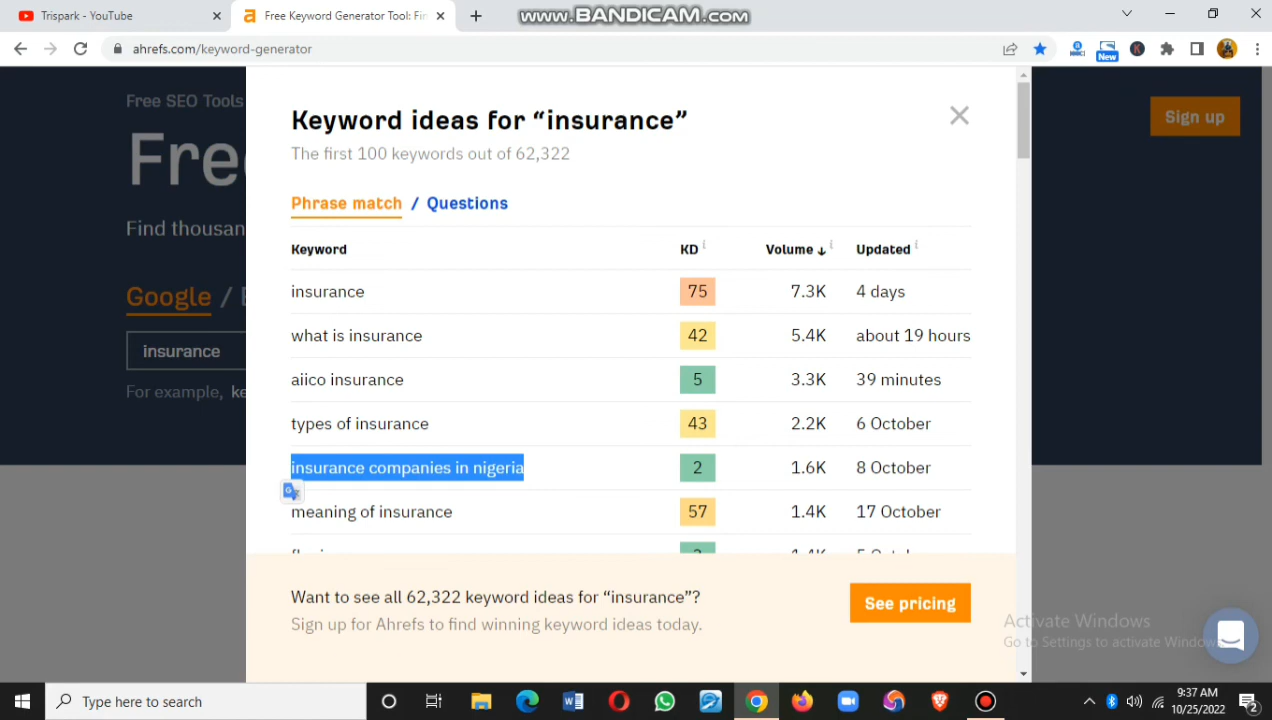 Trispark - YouTube
Free Keyword Generator Tool: Fin
www.BANDICAM.com
ahrefs.com/keyword-generator
New
Free SEO Tools
Sign up
Free
Find thousan
Google /
insurance
For example, ke
Keyword ideas for “insurance”
The first 100 keywords out of 62,322
Phrase match / Questions
Keyword KD i Volume ↓ i Updated i
insurance 75 7.3K 4 days
what is insurance 42 5.4K about 19 hours
aiico insurance 5 3.3K 39 minutes
types of insurance 43 2.2K 6 October
insurance companies in nigeria 2 1.6K 8 October
meaning of insurance 57 1.4K 17 October
Want to see all 62,322 keyword ideas for “insurance”?
Sign up for Ahrefs to find winning keyword ideas today.
See pricing
Activate Windows
Go to Settings to activate Windows
Type here to search
9:37 AM
10/25/2022
2